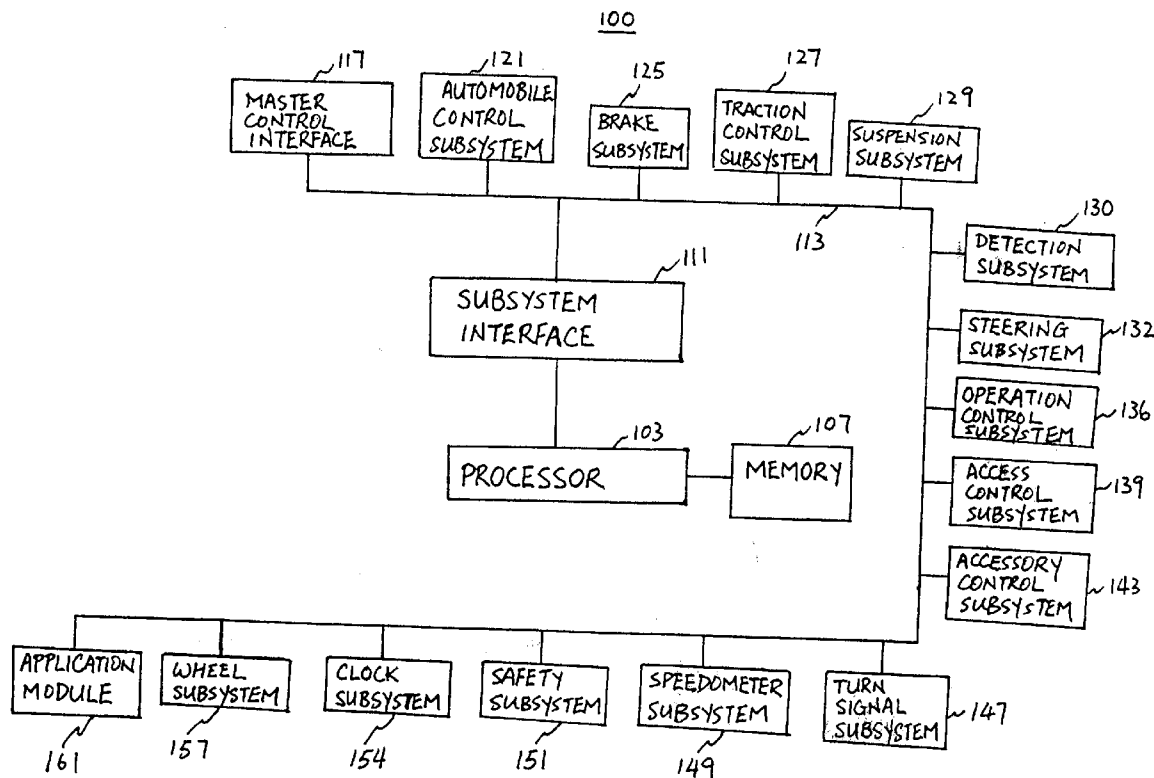 100
117
MASTER
CONTROL
INTERFACE
121
AUTOMOBILE
CONTROL
SUBSYSTEM
125
BRAKE
SUBSYSTEM
127
TRACTION
CONTROL
SUBSYSTEM
129
SUSPENSION
SUBSYSTEM
113
130
DETECTION
SUBSYSTEM
111
SUBSYSTEM
INTERFACE
STEERING
SUBSYSTEM
132
OPERATION
CONTROL
SUBSYSTEM
136
103
PROCESSOR
107
MEMORY
ACCESS
CONTROL
SUBSYSTEM
139
ACCESSORY
CONTROL
SUBSYSTEM
143
APPLICATION
MODULE
161
WHEEL
SUBSYSTEM
157
CLOCK
SUBSYSTEM
154
SAFETY
SUBSYSTEM
151
SPEEDOMETER
SUBSYSTEM
149
TURN
SIGNAL
SUBSYSTEM
147